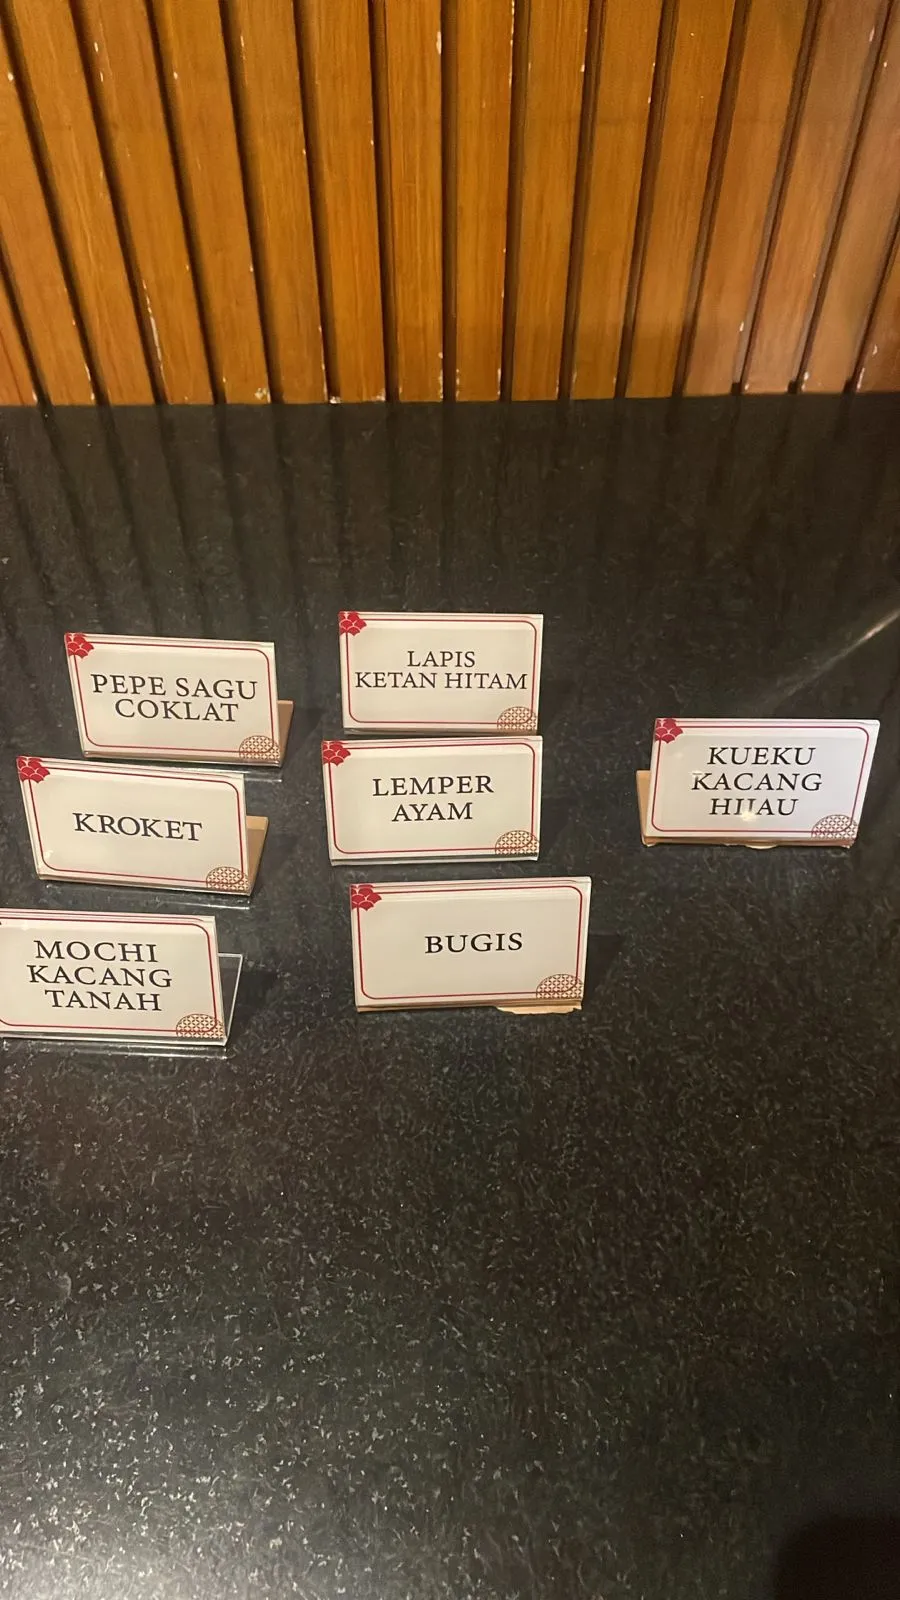 PEPE SAGU
COKLAT
LAPIS
KETAN HITAM
KROKET
LEMPER
AYAM
KUEKU
KACANG
HIJAU
MOCHI
KACANG
TANAH
BUGIS